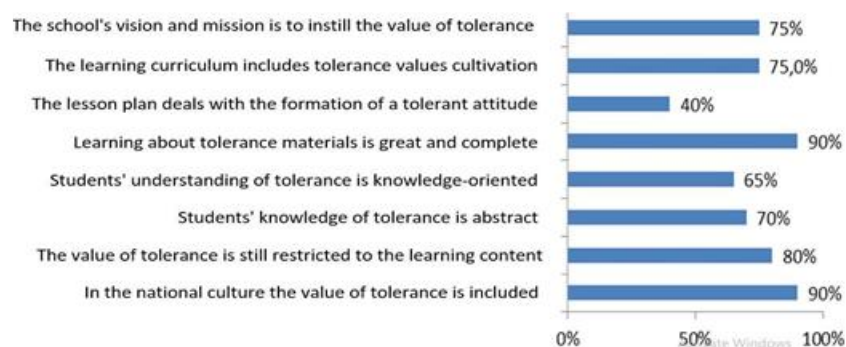 The school's vision and mission is to instill the value of tolerance 75%
The learning curriculum includes tolerance values cultivation 75,0%
The lesson plan deals with the formation of a tolerant attitude 40%
Learning about tolerance materials is great and complete 90%
Students' understanding of tolerance is knowledge-oriented 65%
Students' knowledge of tolerance is abstract 70%
The value of tolerance is still restricted to the learning content 80%
In the national culture the value of tolerance is included 90%
0% 50% Windows 100%